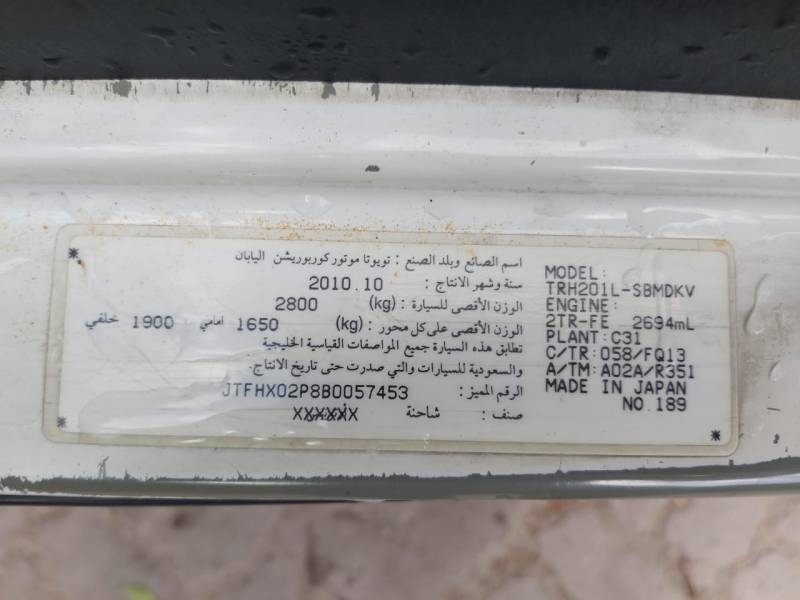 اسم الصانع وبلد الصنع : تويوتا موتور كوربوريشن اليابان
سنة وشهر الانتاج : 2010.10
الوزن الأقصى للسيارة (kg) 2800
الوزن الأقصى على كل محور : (kg) 1650 امامي 1900 خلفي
تطابق هذه السيارة جميع المواصفات القياسية الخليجية
والسعودية للسيارات والتي صدرت حتى تاريخ الانتاج.
الرقم المميز : JTFHX02P8B0057453
صنف : شاحنة
MODEL:
TRH201L-SBMDKV
ENGINE:
2TR-FE 2694mL
PLANT: C31
C/TR: 058/FQ13
A/TM: A02A/R351
MADE IN JAPAN
NO.189